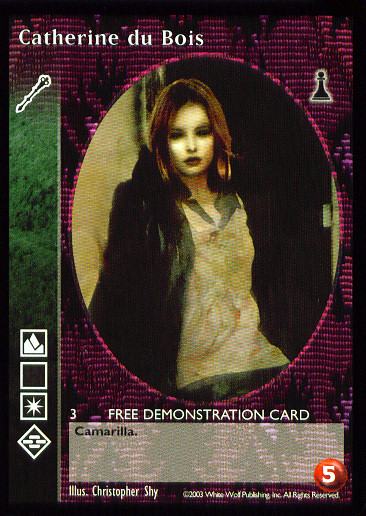 Catherine du Bois
3 FREE DEMONSTRATION CARD
Camarilla.
5
Illus. Christopher Shy ©2003 White Wolf Publishing, Inc. All Rights Reserved.